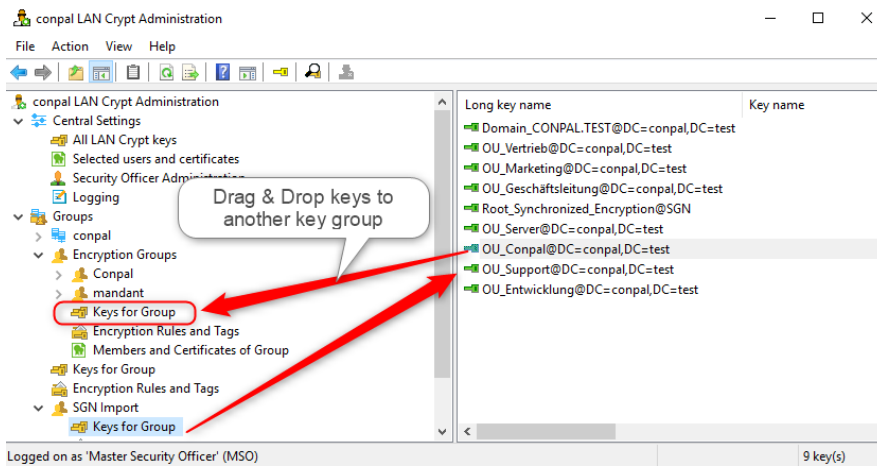 conpal LAN Crypt Administration
File Action View Help
conpal LAN Crypt Administration
Central Settings
All LAN Crypt keys
Selected users and certificates
Security Officer Administration
Logging
Groups
conpal
Encryption Groups
Conpal
mandant
Keys for Group
Encryption Rules and Tags
Members and Certificates of Group
Keys for Group
Encryption Rules and Tags
SGN Import
Keys for Group
Drag & Drop keys to
another key group
Long key name Key name
Domain_CONPAL.TEST@DC=conpal,DC=test
OU_Vertrieb@DC=conpal,DC=test
OU_Marketing@DC=conpal,DC=test
OU_Geschäftsleitung@DC=conpal,DC=test
Root_Synchronized_Encryption@SGN
OU_Server@DC=conpal,DC=test
OU_Conpal@DC=conpal,DC=test
OU_Support@DC=conpal,DC=test
OU_Entwicklung@DC=conpal,DC=test
Logged on as 'Master Security Officer' (MSO) 9 key(s)